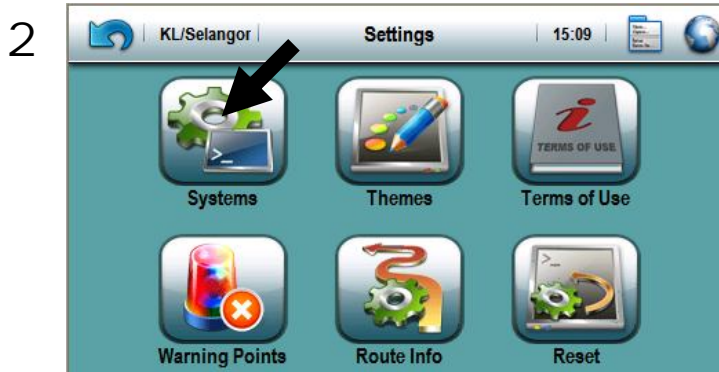 2
KL/Selangor Settings 15:09
>_ TERMS OF USE
Systems Themes Terms of Use
>_
Warning Points Route Info Reset